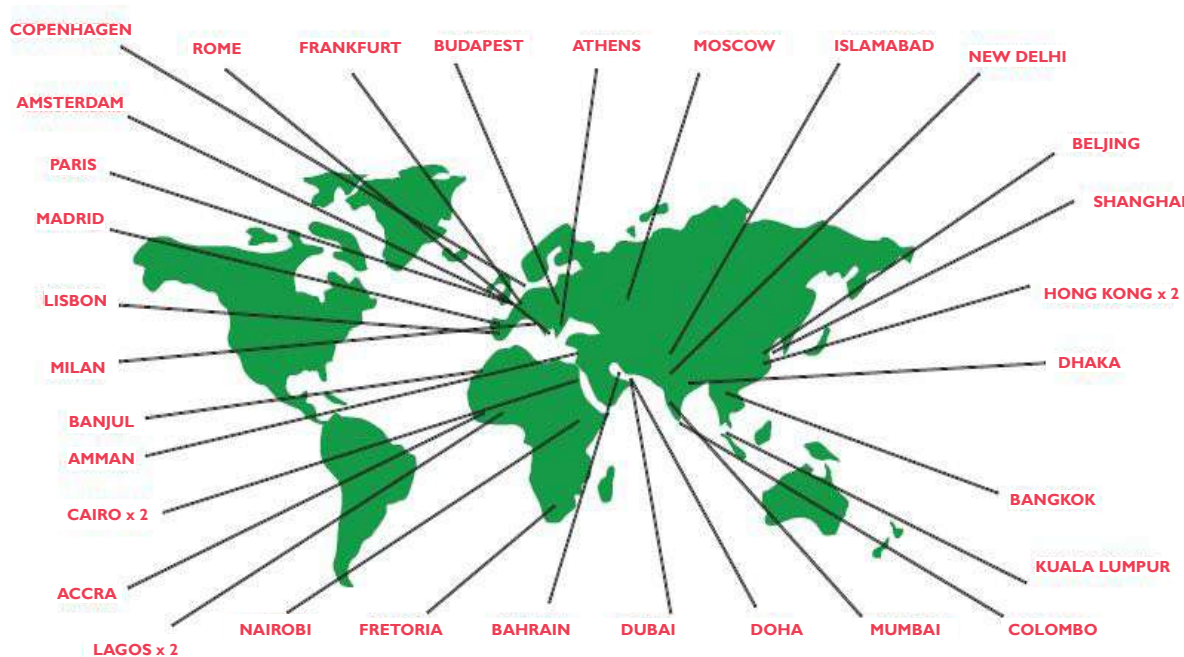 COPENHAGEN
ROME
FRANKFURT
BUDAPEST
ATHENS
MOSCOW
ISLAMABAD
NEW DELHI
AMSTERDAM
BELJING
PARIS
SHANGHAI
MADRID
HONG KONG x 2
LISBON
MILAN
DHAKA
BANJUL
AMMAN
BANGKOK
CAIRO x 2
KUALA LUMPUR
ACCRA
NAIROBI
FRETORIA
BAHRAIN
DUBAI
DOHA
MUMBAI
COLOMBO
LAGOS x 2